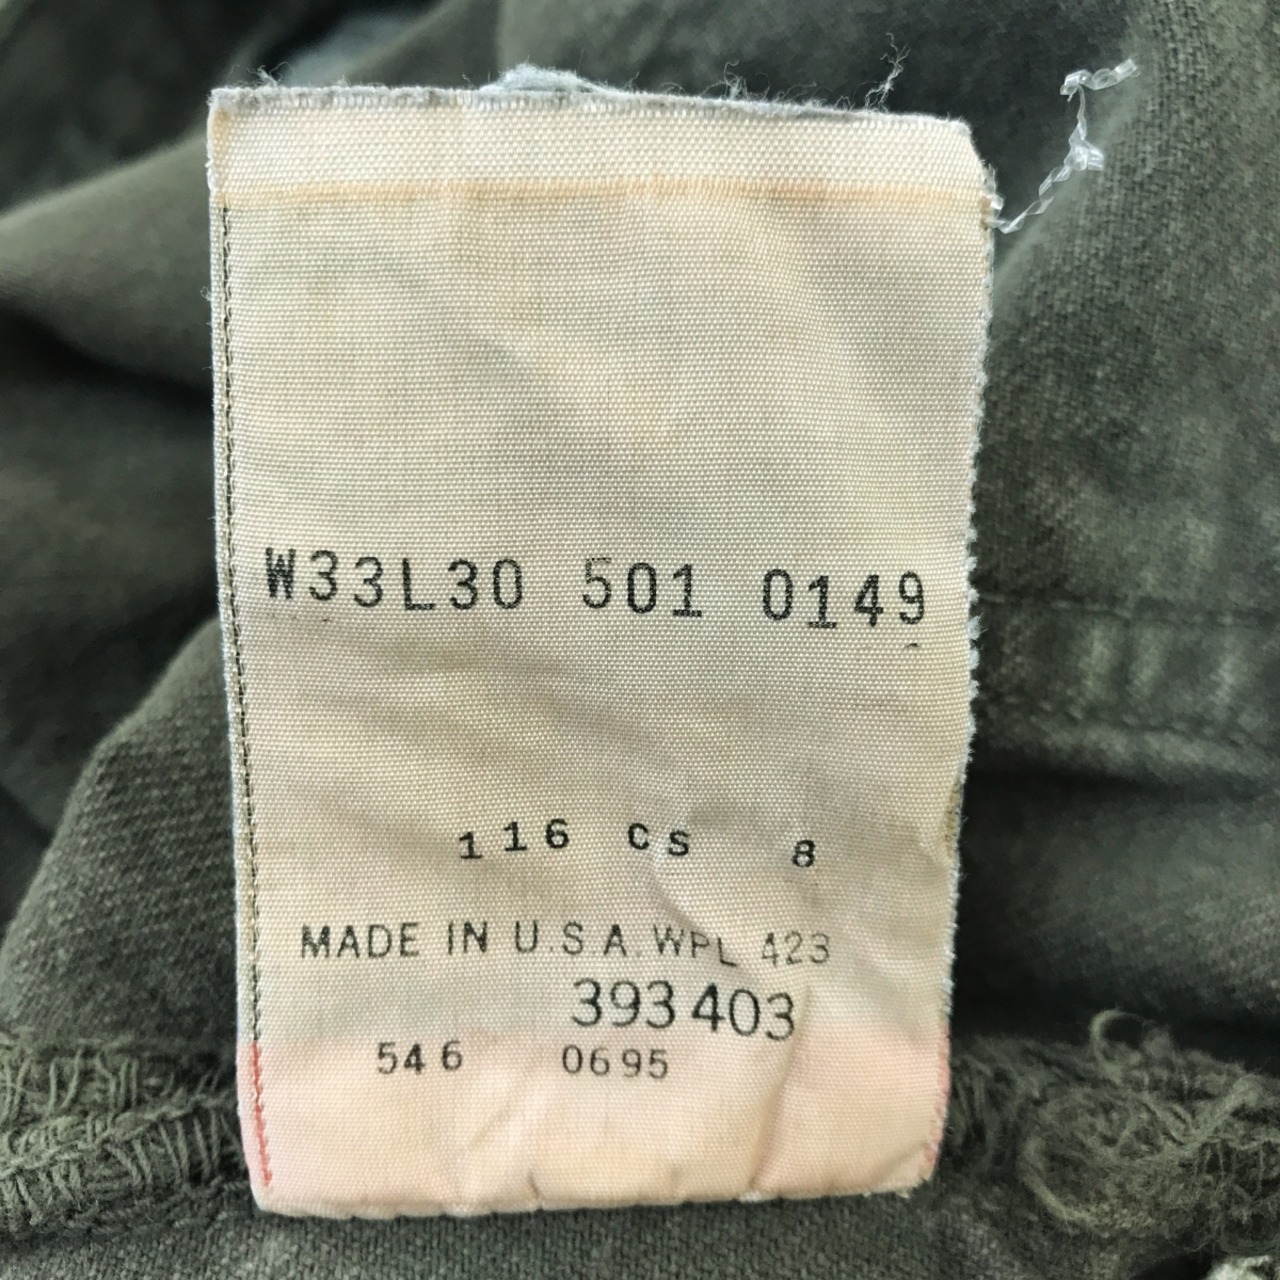 W33L30 501 0149
116 CS 8
MADE IN U.S.A. WPL 423
393403
546 0695